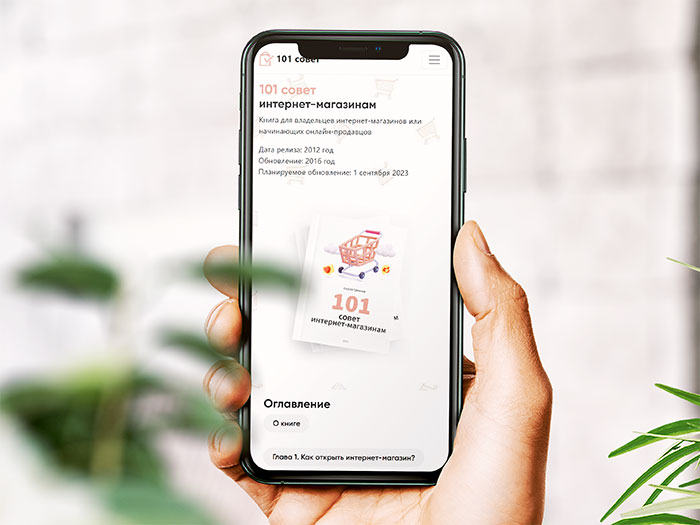 101 совет
101 совет
интернет-магазинам
Книга для владельцев интернет-магазинов или
начинающих онлайн-продавцов
Дата релиза: 2012 год
Обновление: 2016 год
Планируемое обновление: 1 сентября 2023
101
совет
интернет-магазинам
Оглавление
О книге
Глава 1. Как открыть интернет-магазин?